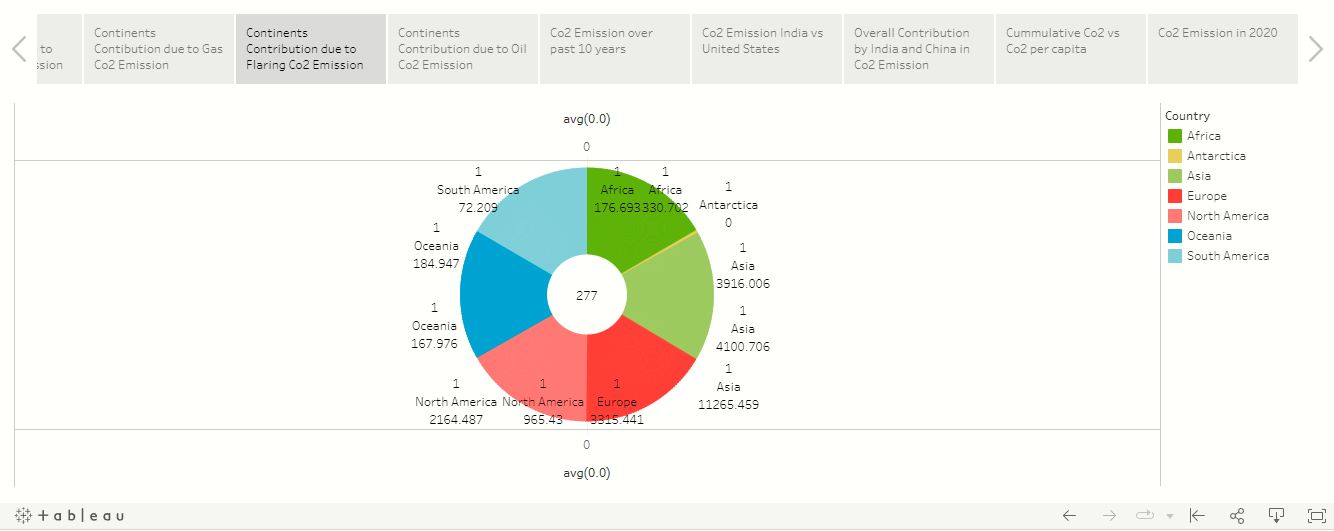 to
ssion
Continents
Contibution due to Gas
Co2 Emission
Continents
Contribution due to
Flaring Co2 Emission
Continents
Contribution due to Oil
Co2 Emission
Co2 Emission over
past 10 years
Co2 Emission India vs
United States
Overall Contribution
by India and China in
Co2 Emission
Cummulative Co2 vs
Co2 per capita
Co2 Emission in 2020
avg(0.0)
0
1
South America
72.209
1
Africa
176.693
1
Africa
330.702
1
Antarctica
0
1
Oceania
184.947
1
Asia
3916.006
277
1
Oceania
167.976
1
Asia
4100.706
1
Asia
11265.459
1
North America
2164.487
1
North America
965.43
1
Europe
3315.441
0
avg(0.0)
Country
Africa
Antarctica
Asia
Europe
North America
Oceania
South America
+ableau